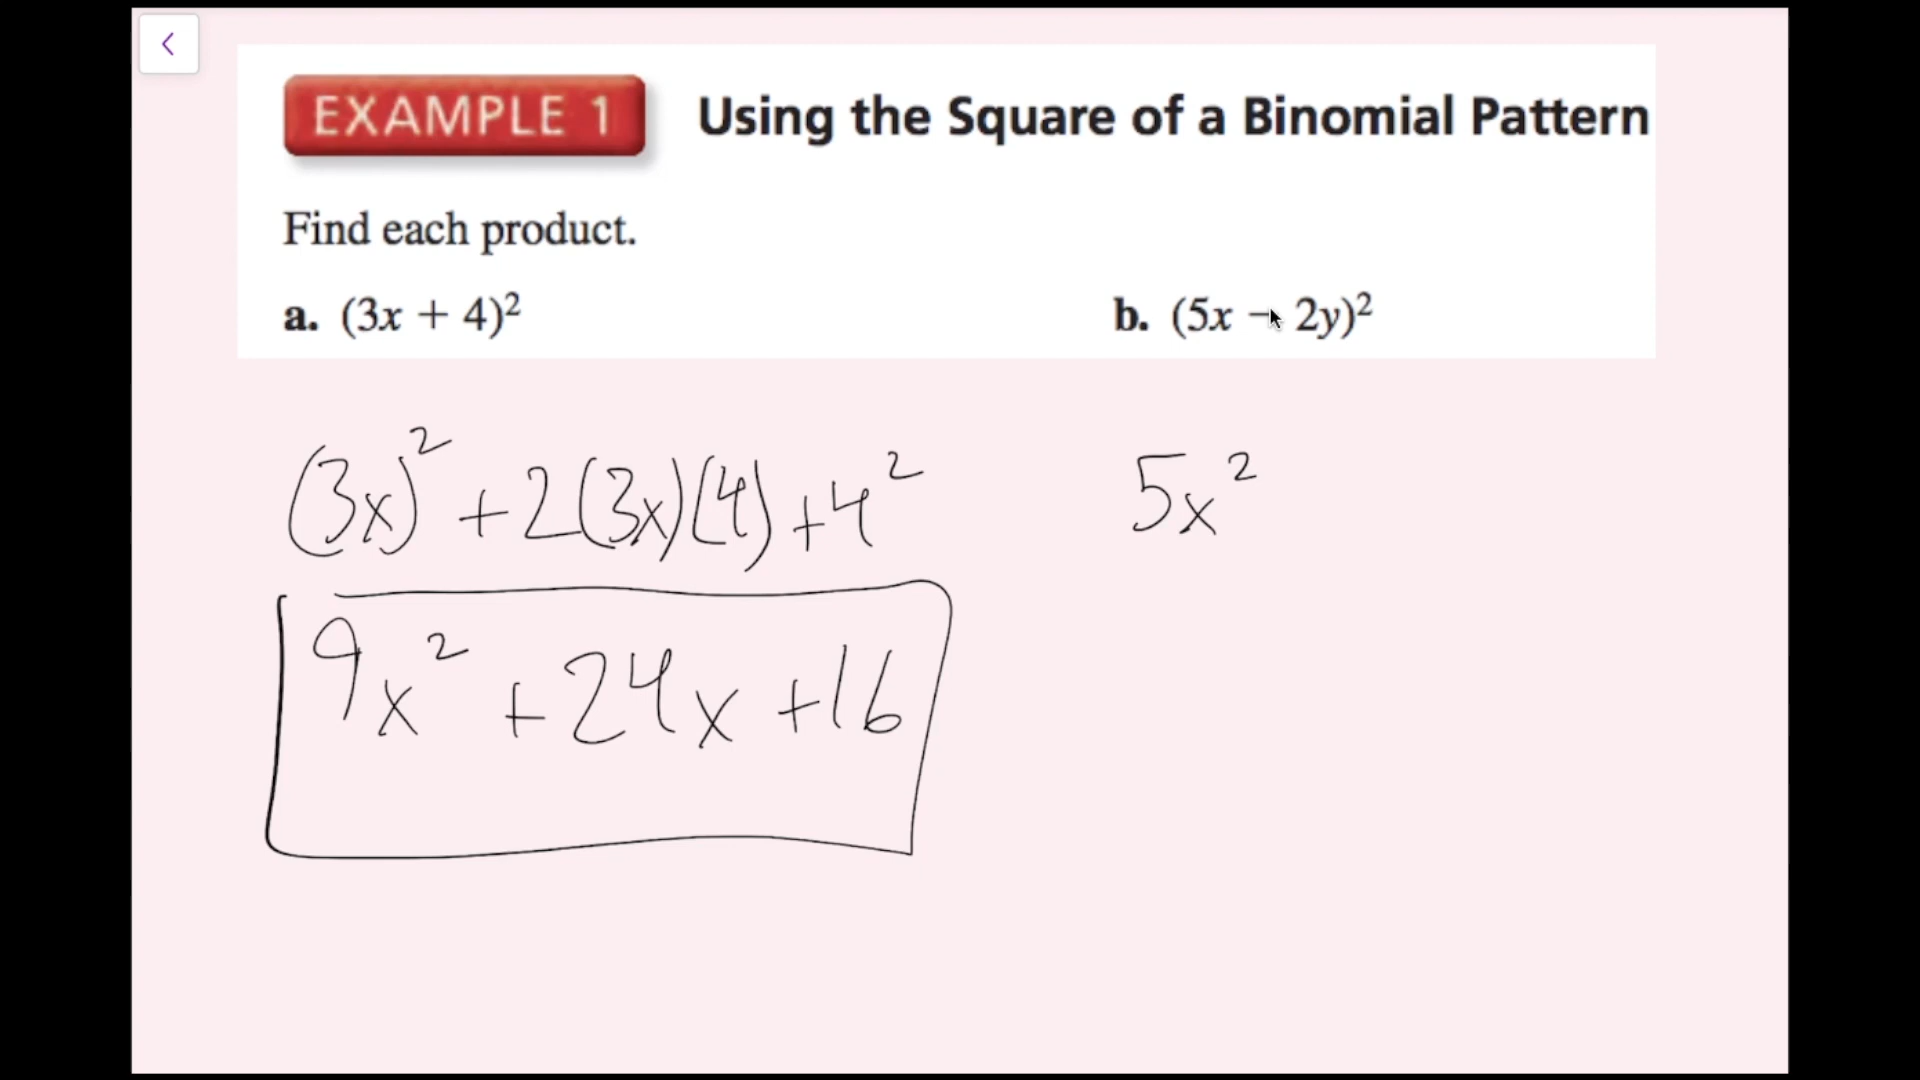 EXAMPLE 1 Using the Square of a Binomial Pattern
Find each product.
a. (3x + 4)² b. (5x − 2y)²
(3x)² + 2(3x)(4) + 4² 5x²
9x² + 24x + 16